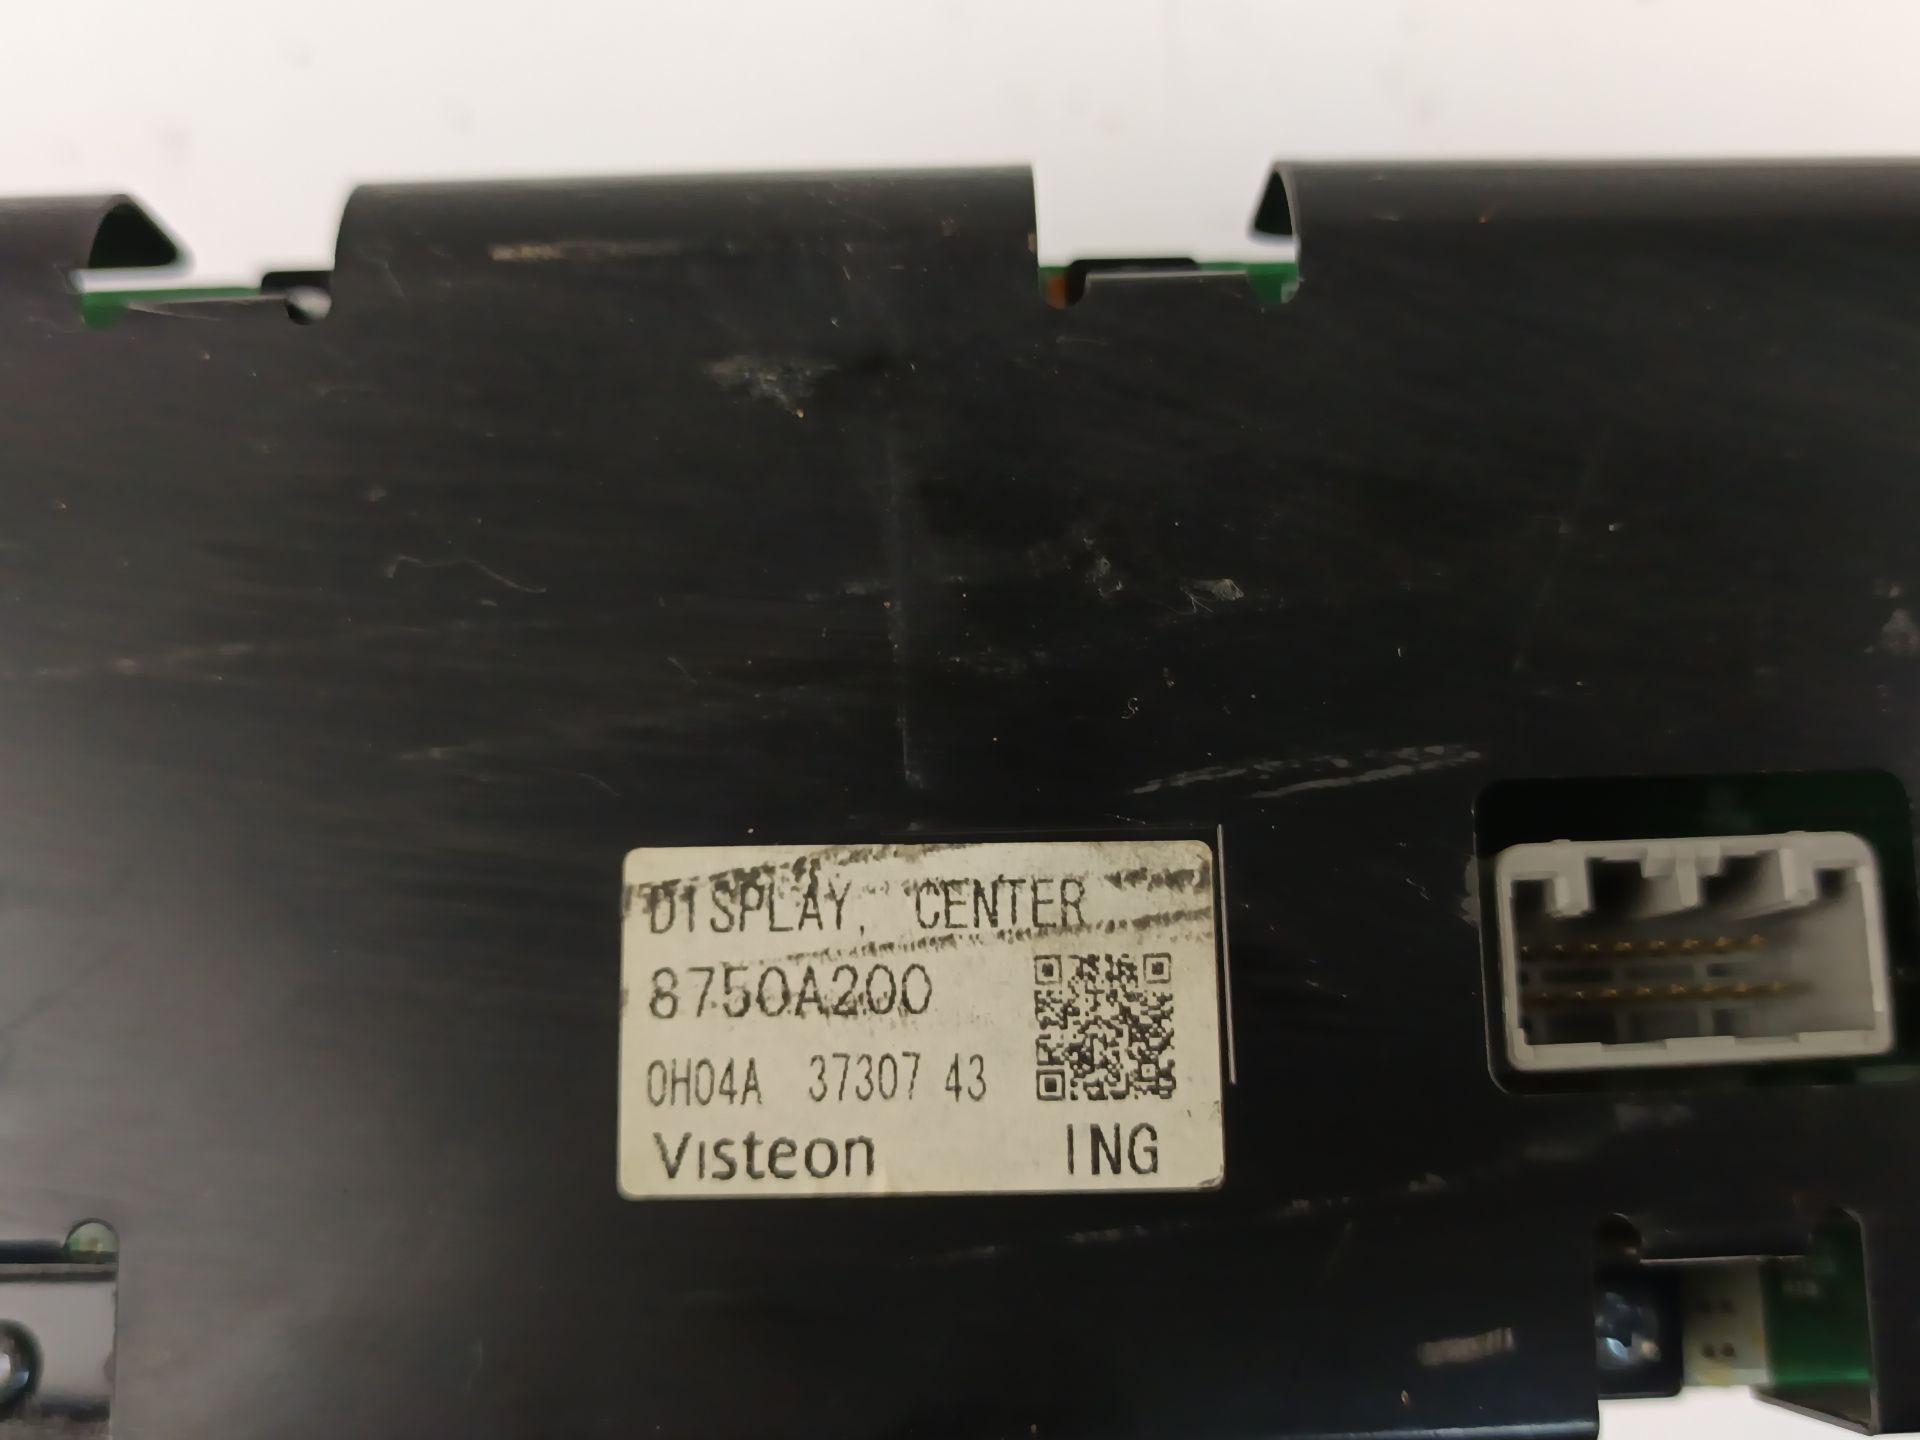 DISPLAY, CENTER
8750A200
0H04A 37307 43
Visteon ING